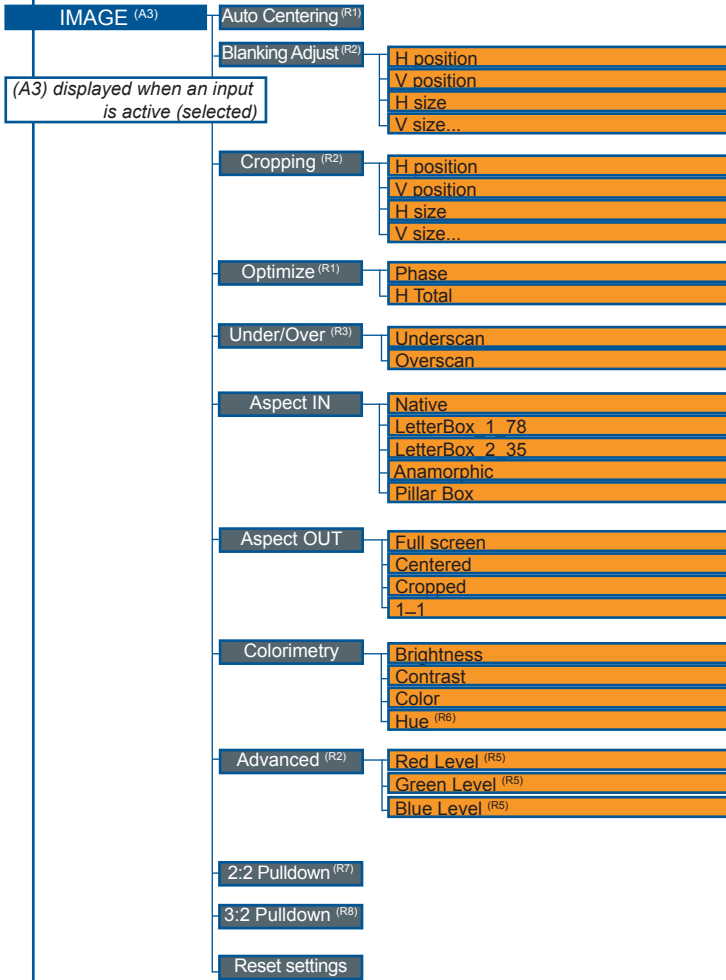 IMAGE (A3)
Auto Centering (R1)
Blanking Adjust (R2)
H position
V position
H size
V size...
(A3) displayed when an input
is active (selected)
Cropping (R2)
H position
V position
H size
V size...
Optimize (R1)
Phase
H Total
Under/Over (R3)
Underscan
Overscan
Aspect IN
Native
LetterBox_1_78
LetterBox_2_35
Anamorphic
Pillar Box
Aspect OUT
Full screen
Centered
Cropped
1–1
Colorimetry
Brightness
Contrast
Color
Hue (R6)
Advanced (R2)
Red Level (R5)
Green Level (R5)
Blue Level (R5)
2:2 Pulldown (R7)
3:2 Pulldown (R8)
Reset settings